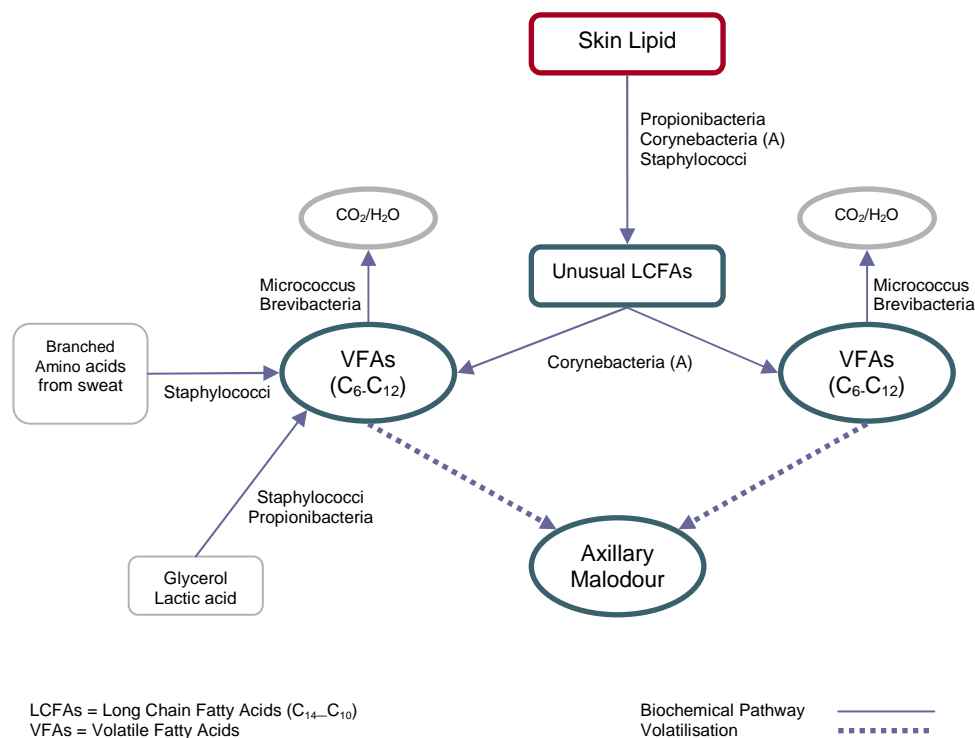 Skin Lipid
Propionibacteria
Corynebacteria (A)
Staphylococci
CO₂/H₂O
CO₂/H₂O
Unusual LCFAs
Micrococcus
Brevibacteria
Micrococcus
Brevibacteria
Branched
Amino acids
from sweat
Staphylococci
VFAs
(C₆-C₁₂)
Corynebacteria (A)
VFAs
(C₆-C₁₂)
Staphylococci
Propionibacteria
Glycerol
Lactic acid
Axillary
Malodour
LCFAs = Long Chain Fatty Acids (C₁₄—C₁₀)
VFAs = Volatile Fatty Acids
Biochemical Pathway
Volatilisation